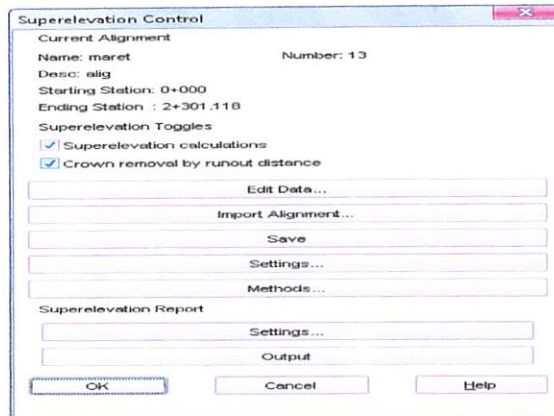 Superelevation Control
Current Alignment
Name: maret Number: 13
Desc: alig
Starting Station: 0+000
Ending Station : 2+301.118
Superelevation Toggles
Superelevation calculations
Crown removal by runout distance
Edit Data...
Import Alignment...
Save
Settings...
Methods...
Superelevation Report
Settings...
Output
OK Cancel Help